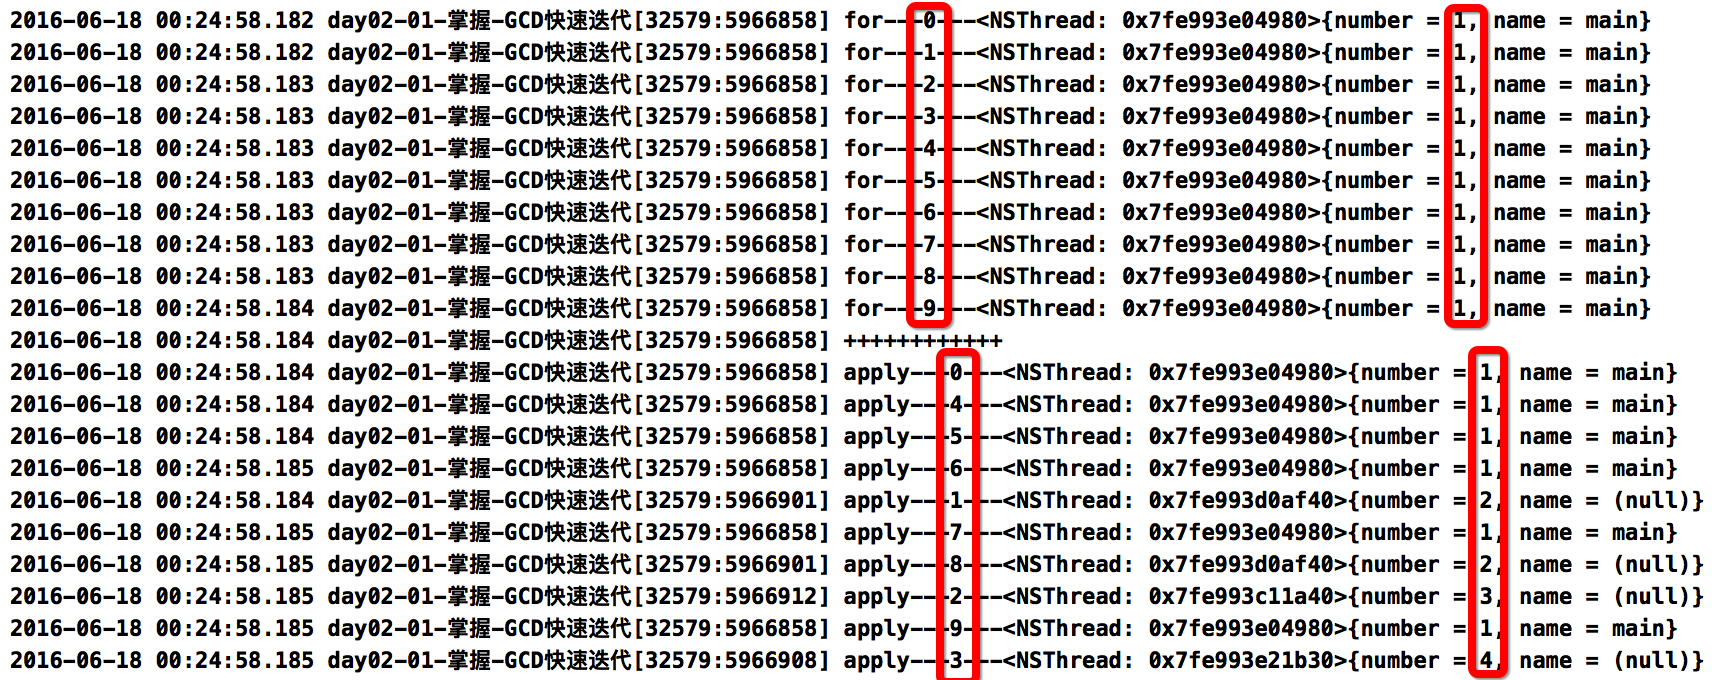 2016-06-18 00:24:58.182 day02-01-掌握-GCD快速迭代[32579:5966858] for---0---<NSThread: 0x7fe993e04980>{number = 1, name = main}
2016-06-18 00:24:58.182 day02-01-掌握-GCD快速迭代[32579:5966858] for---1---<NSThread: 0x7fe993e04980>{number = 1, name = main}
2016-06-18 00:24:58.183 day02-01-掌握-GCD快速迭代[32579:5966858] for---2---<NSThread: 0x7fe993e04980>{number = 1, name = main}
2016-06-18 00:24:58.183 day02-01-掌握-GCD快速迭代[32579:5966858] for---3---<NSThread: 0x7fe993e04980>{number = 1, name = main}
2016-06-18 00:24:58.183 day02-01-掌握-GCD快速迭代[32579:5966858] for---4---<NSThread: 0x7fe993e04980>{number = 1, name = main}
2016-06-18 00:24:58.183 day02-01-掌握-GCD快速迭代[32579:5966858] for---5---<NSThread: 0x7fe993e04980>{number = 1, name = main}
2016-06-18 00:24:58.183 day02-01-掌握-GCD快速迭代[32579:5966858] for---6---<NSThread: 0x7fe993e04980>{number = 1, name = main}
2016-06-18 00:24:58.183 day02-01-掌握-GCD快速迭代[32579:5966858] for---7---<NSThread: 0x7fe993e04980>{number = 1, name = main}
2016-06-18 00:24:58.183 day02-01-掌握-GCD快速迭代[32579:5966858] for---8---<NSThread: 0x7fe993e04980>{number = 1, name = main}
2016-06-18 00:24:58.184 day02-01-掌握-GCD快速迭代[32579:5966858] for---9---<NSThread: 0x7fe993e04980>{number = 1, name = main}
2016-06-18 00:24:58.184 day02-01-掌握-GCD快速迭代[32579:5966858] ++++++++++++
2016-06-18 00:24:58.184 day02-01-掌握-GCD快速迭代[32579:5966858] apply---0---<NSThread: 0x7fe993e04980>{number = 1, name = main}
2016-06-18 00:24:58.184 day02-01-掌握-GCD快速迭代[32579:5966858] apply---4---<NSThread: 0x7fe993e04980>{number = 1, name = main}
2016-06-18 00:24:58.184 day02-01-掌握-GCD快速迭代[32579:5966858] apply---5---<NSThread: 0x7fe993e04980>{number = 1, name = main}
2016-06-18 00:24:58.185 day02-01-掌握-GCD快速迭代[32579:5966858] apply---6---<NSThread: 0x7fe993e04980>{number = 1, name = main}
2016-06-18 00:24:58.184 day02-01-掌握-GCD快速迭代[32579:5966901] apply---1---<NSThread: 0x7fe993d0af40>{number = 2, name = (null)}
2016-06-18 00:24:58.185 day02-01-掌握-GCD快速迭代[32579:5966858] apply---7---<NSThread: 0x7fe993e04980>{number = 1, name = main}
2016-06-18 00:24:58.185 day02-01-掌握-GCD快速迭代[32579:5966901] apply---8---<NSThread: 0x7fe993d0af40>{number = 2, name = (null)}
2016-06-18 00:24:58.185 day02-01-掌握-GCD快速迭代[32579:5966912] apply---2---<NSThread: 0x7fe993c11a40>{number = 3, name = (null)}
2016-06-18 00:24:58.185 day02-01-掌握-GCD快速迭代[32579:5966858] apply---9---<NSThread: 0x7fe993e04980>{number = 1, name = main}
2016-06-18 00:24:58.185 day02-01-掌握-GCD快速迭代[32579:5966908] apply---3---<NSThread: 0x7fe993e21b30>{number = 4, name = (null)}